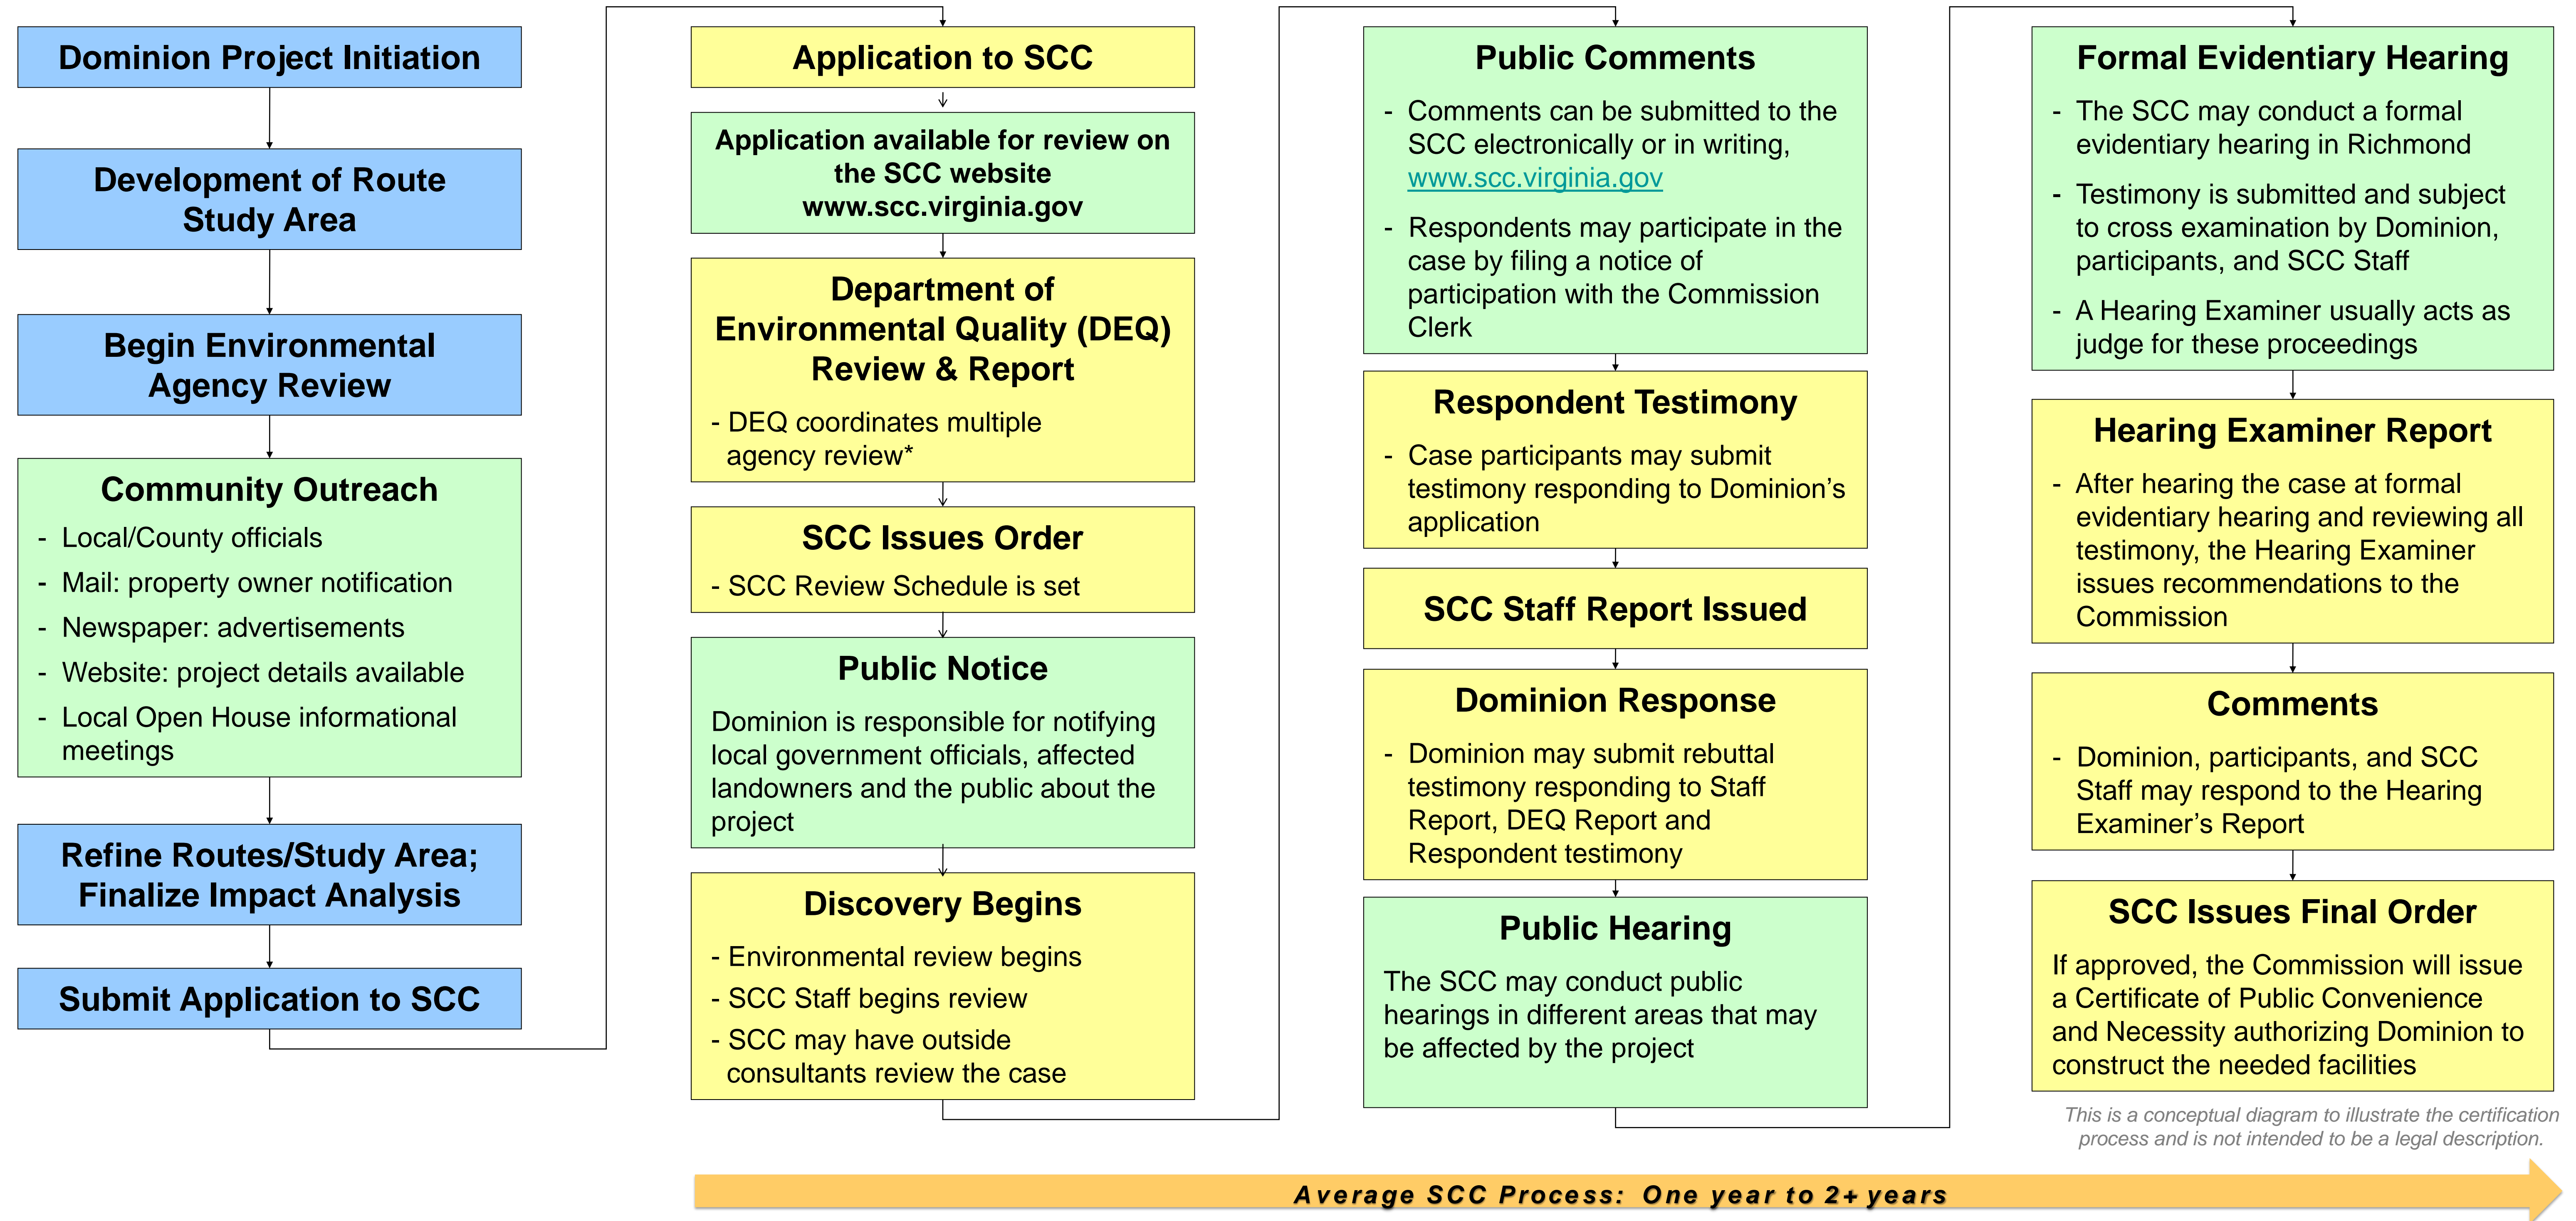 Dominion Project Initiation
Development of Route
Study Area
Begin Environmental
Agency Review
Community Outreach
- Local/County officials
- Mail: property owner notification
- Newspaper: advertisements
- Website: project details available
- Local Open House informational
meetings
Refine Routes/Study Area;
Finalize Impact Analysis
Submit Application to SCC
Application to SCC
Application available for review on
the SCC website
www.scc.virginia.gov
Department of
Environmental Quality (DEQ)
Review & Report
- DEQ coordinates multiple
agency review*
SCC Issues Order
- SCC Review Schedule is set
Public Notice
Dominion is responsible for notifying
local government officials, affected
landowners and the public about the
project
Discovery Begins
- Environmental review begins
- SCC Staff begins review
- SCC may have outside
consultants review the case
Public Comments
- Comments can be submitted to the
SCC electronically or in writing,
www.scc.virginia.gov
- Respondents may participate in the
case by filing a notice of
participation with the Commission
Clerk
Respondent Testimony
- Case participants may submit
testimony responding to Dominion’s
application
SCC Staff Report Issued
Dominion Response
- Dominion may submit rebuttal
testimony responding to Staff
Report, DEQ Report and
Respondent testimony
Public Hearing
The SCC may conduct public
hearings in different areas that may
be affected by the project
Formal Evidentiary Hearing
- The SCC may conduct a formal
evidentiary hearing in Richmond
- Testimony is submitted and subject
to cross examination by Dominion,
participants, and SCC Staff
- A Hearing Examiner usually acts as
judge for these proceedings
Hearing Examiner Report
- After hearing the case at formal
evidentiary hearing and reviewing all
testimony, the Hearing Examiner
issues recommendations to the
Commission
Comments
- Dominion, participants, and SCC
Staff may respond to the Hearing
Examiner’s Report
SCC Issues Final Order
If approved, the Commission will issue
a Certificate of Public Convenience
and Necessity authorizing Dominion to
construct the needed facilities
This is a conceptual diagram to illustrate the certification
process and is not intended to be a legal description.
Average SCC Process: One year to 2+ years